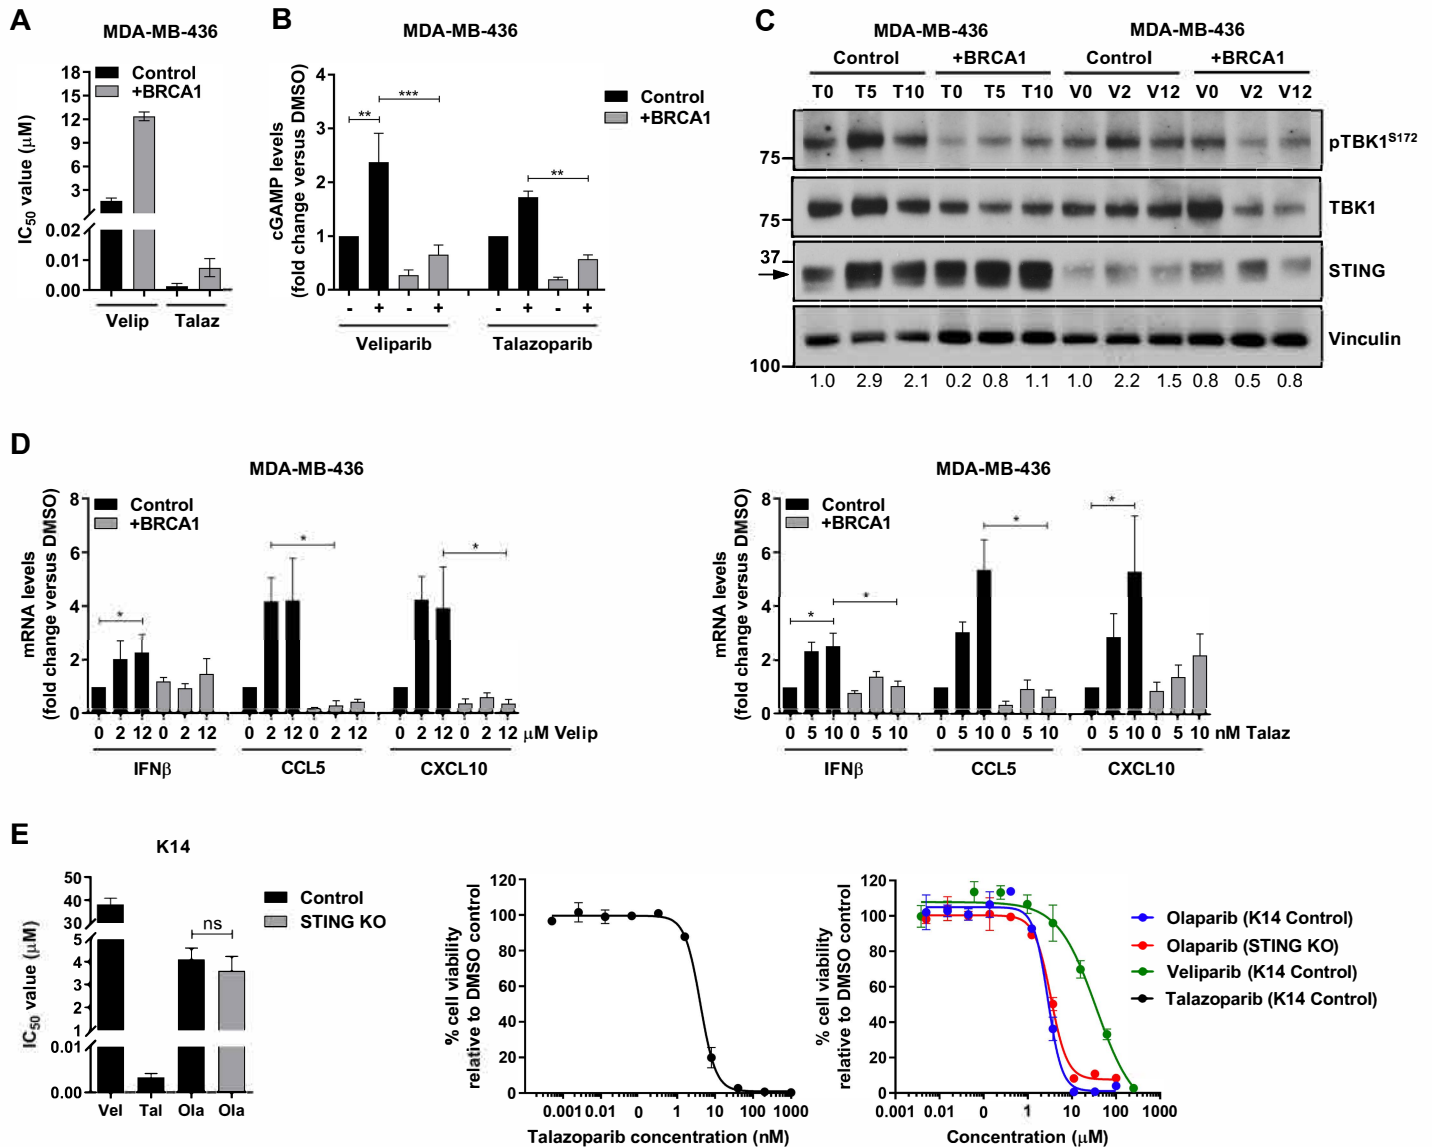 A
MDA-MB-436
Control
+BRCA1
IC50 value (µM)
18
15
12
9
6
3
0.02
0.01
0.00
Velip Talaz
B
MDA-MB-436
Control
+BRCA1
cGAMP levels
(fold change versus DMSO)
4
3
2
1
0
** *** **
- + - + - + - +
Veliparib Talazoparib
C
MDA-MB-436 MDA-MB-436
Control +BRCA1 Control +BRCA1
T0 T5 T10 T0 T5 T10 V0 V2 V12 V0 V2 V12
75 pTBK1S172
75 TBK1
37 STING
Vinculin
100
1.0 2.9 2.1 0.2 0.8 1.1 1.0 2.2 1.5 0.8 0.5 0.8
D
MDA-MB-436
Control
+BRCA1
mRNA levels
(fold change versus DMSO)
8
6
4
2
0
* * *
0 2 12 0 2 12 0 2 12 0 2 12 0 2 12 0 2 12 µM Velip
IFNβ CCL5 CXCL10
MDA-MB-436
Control
+BRCA1
mRNA levels
(fold change versus DMSO)
8
6
4
2
0
* * * *
0 5 10 0 5 10 0 5 10 0 5 10 0 5 10 0 5 10 nM Talaz
IFNβ CCL5 CXCL10
E
K14
Control
STING KO
IC50 value (µM)
50
40
30
5
4
3
2
1
0.01
0.00
ns
Vel Tal Ola Ola
% cell viability
relative to DMSO control
120
100
80
60
40
20
0
0.001 0.01 0 1 10 100 1000
Talazoparib concentration (nM)
% cell viability
relative to DMSO control
120
100
80
60
40
20
0
0.001 0.01 0 1 10 100 1000
Concentration (µM)
Olaparib (K14 Control)
Olaparib (STING KO)
Veliparib (K14 Control)
Talazoparib (K14 Control)